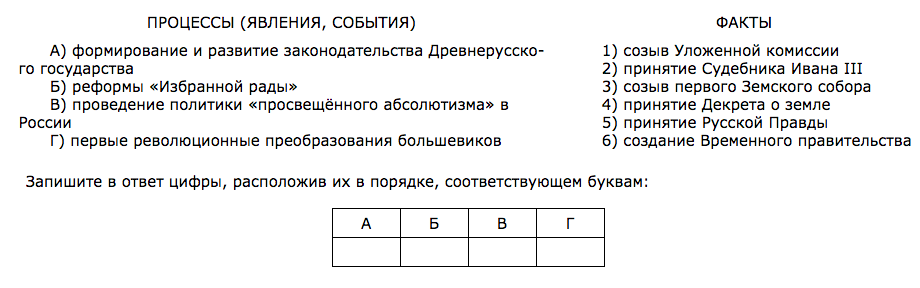 ПРОЦЕССЫ (ЯВЛЕНИЯ, СОБЫТИЯ)
А) формирование и развитие законодательства Древнерусско-
го государства
Б) реформы «Избранной рады»
В) проведение политики «просвещённого абсолютизма» в
России
Г) первые революционные преобразования большевиков
ФАКТЫ
1) созыв Уложенной комиссии
2) принятие Судебника Ивана III
3) созыв первого Земского собора
4) принятие Декрета о земле
5) принятие Русской Правды
6) создание Временного правительства
Запишите в ответ цифры, расположив их в порядке, соответствующем буквам:
А Б В Г